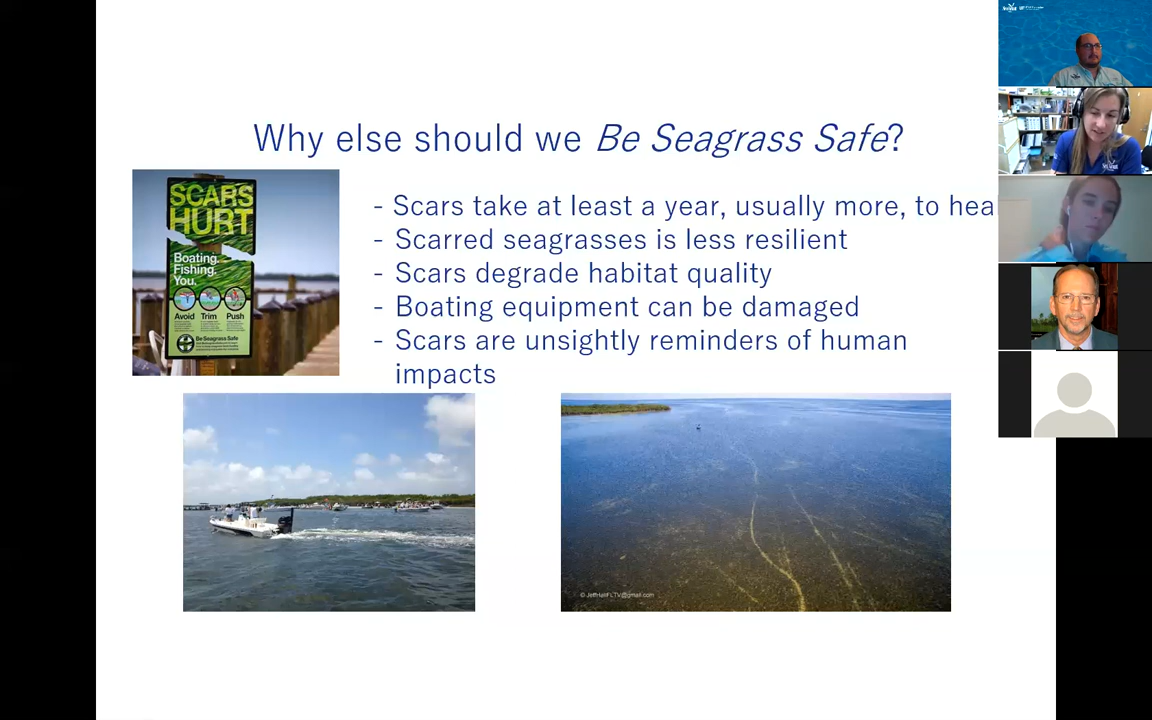 Why else should we Be Seagrass Safe?
SCARS
HURT
Boating.
Fishing.
You.
Avoid Trim Push
Be Seagrass Safe
- Scars take at least a year, usually more, to hea
- Scarred seagrasses is less resilient
- Scars degrade habitat quality
- Boating equipment can be damaged
- Scars are unsightly reminders of human
impacts